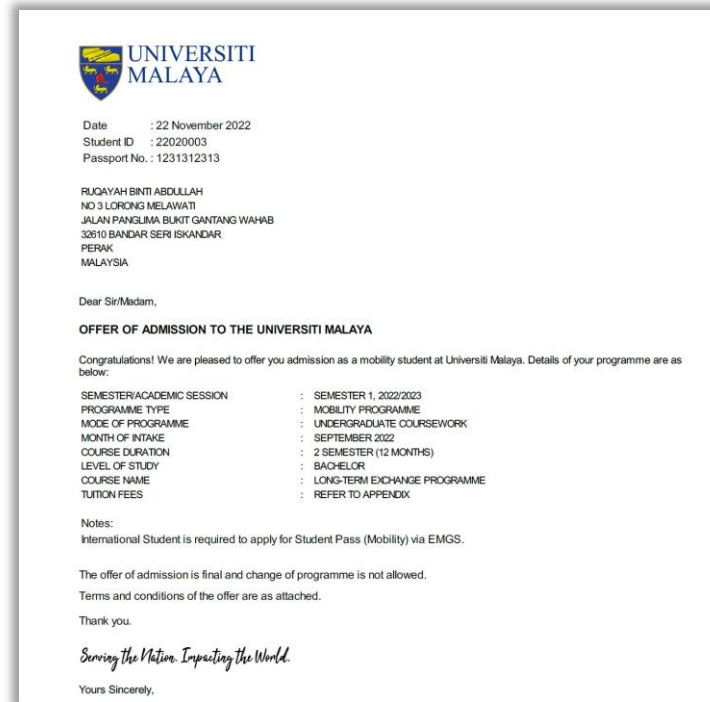 UNIVERSITI
MALAYA
Date : 22 November 2022
Student ID : 22020003
Passport No. : 1231312313
RUQAYAH BINTI ABDULLAH
NO 3 LORONG MELAWATI
JALAN PANGLIMA BUKIT GANTANG WAHAB
32610 BANDAR SERI ISKANDAR
PERAK
MALAYSIA
Dear Sir/Madam,
OFFER OF ADMISSION TO THE UNIVERSITI MALAYA
Congratulations! We are pleased to offer you admission as a mobility student at Universiti Malaya. Details of your programme are as
below:
SEMESTER/ACADEMIC SESSION : SEMESTER 1, 2022/2023
PROGRAMME TYPE : MOBILITY PROGRAMME
MODE OF PROGRAMME : UNDERGRADUATE COURSEWORK
MONTH OF INTAKE : SEPTEMBER 2022
COURSE DURATION : 2 SEMESTER (12 MONTHS)
LEVEL OF STUDY : BACHELOR
COURSE NAME : LONG-TERM EXCHANGE PROGRAMME
TUITION FEES : REFER TO APPENDIX
Notes:
International Student is required to apply for Student Pass (Mobility) via EMGS.
The offer of admission is final and change of programme is not allowed.
Terms and conditions of the offer are as attached.
Thank you.
Serving the Nation. Impacting the World.
Yours Sincerely,